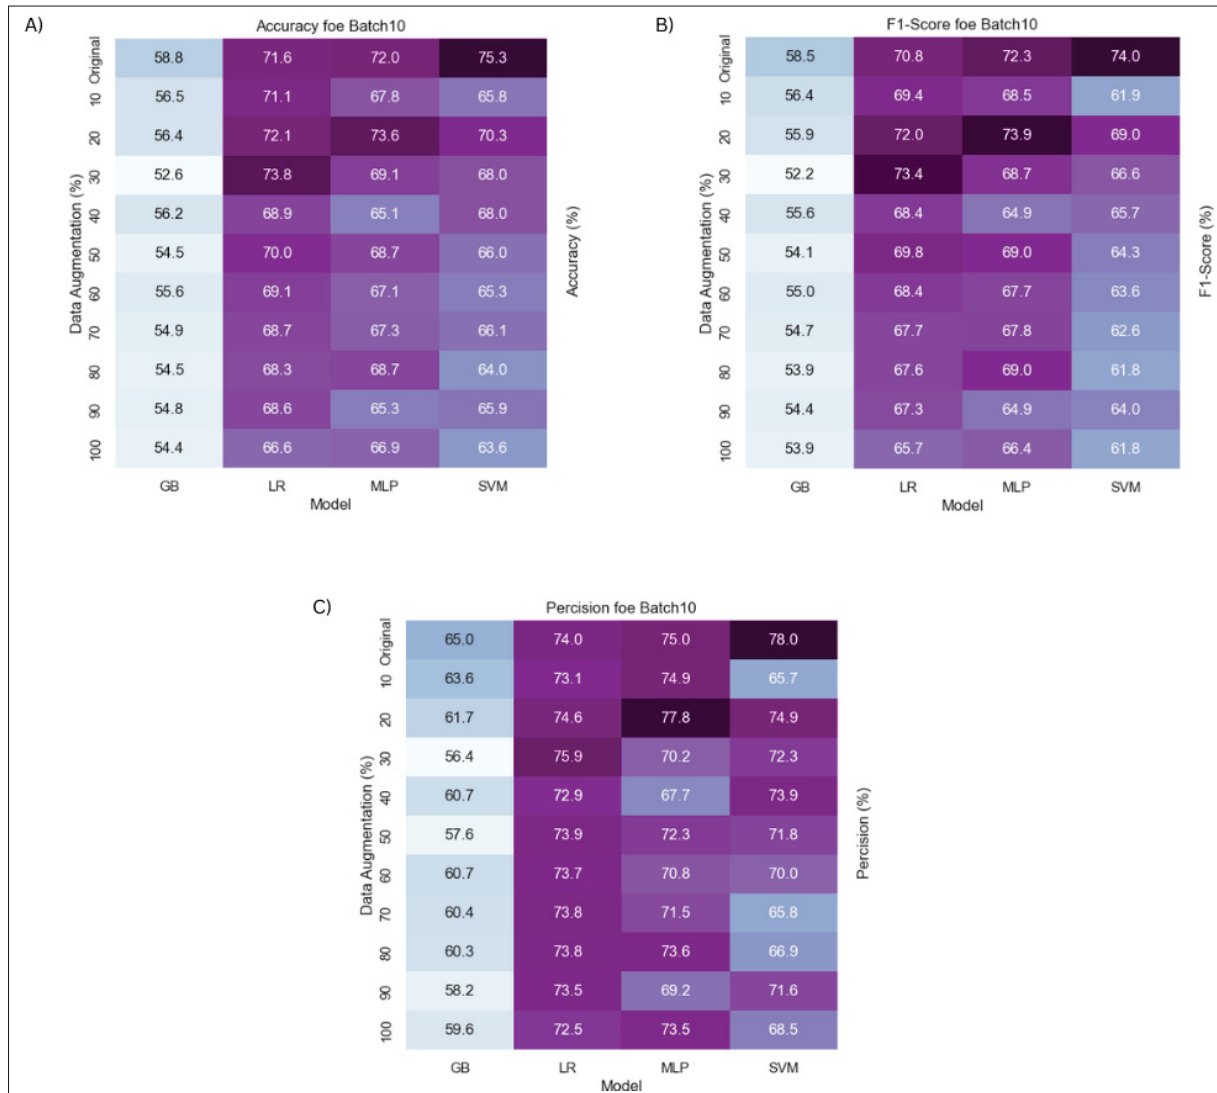 A)
Accuracy foe Batch10
Data Augmentation (%)
Original 58.8 71.6 72.0 75.3
10 56.5 71.1 67.8 65.8
20 56.4 72.1 73.6 70.3
30 52.6 73.8 69.1 68.0
40 56.2 68.9 65.1 68.0
50 54.5 70.0 68.7 66.0
60 55.6 69.1 67.1 65.3
70 54.9 68.7 67.3 66.1
80 54.5 68.3 68.7 64.0
90 54.8 68.6 65.3 65.9
100 54.4 66.6 66.9 63.6
GB LR MLP SVM
Model
Accuracy (%)
B)
F1-Score foe Batch10
Data Augmentation (%)
Original 58.5 70.8 72.3 74.0
10 56.4 69.4 68.5 61.9
20 55.9 72.0 73.9 69.0
30 52.2 73.4 68.7 66.6
40 55.6 68.4 64.9 65.7
50 54.1 69.8 69.0 64.3
60 55.0 68.4 67.7 63.6
70 54.7 67.7 67.8 62.6
80 53.9 67.6 69.0 61.8
90 54.4 67.3 64.9 64.0
100 53.9 65.7 66.4 61.8
GB LR MLP SVM
Model
F1-Score (%)
C)
Percision foe Batch10
Data Augmentation (%)
Original 65.0 74.0 75.0 78.0
10 63.6 73.1 74.9 65.7
20 61.7 74.6 77.8 74.9
30 56.4 75.9 70.2 72.3
40 60.7 72.9 67.7 73.9
50 57.6 73.9 72.3 71.8
60 60.7 73.7 70.8 70.0
70 60.4 73.8 71.5 65.8
80 60.3 73.8 73.6 66.9
90 58.2 73.5 69.2 71.6
100 59.6 72.5 73.5 68.5
GB LR MLP SVM
Model
Percision (%)